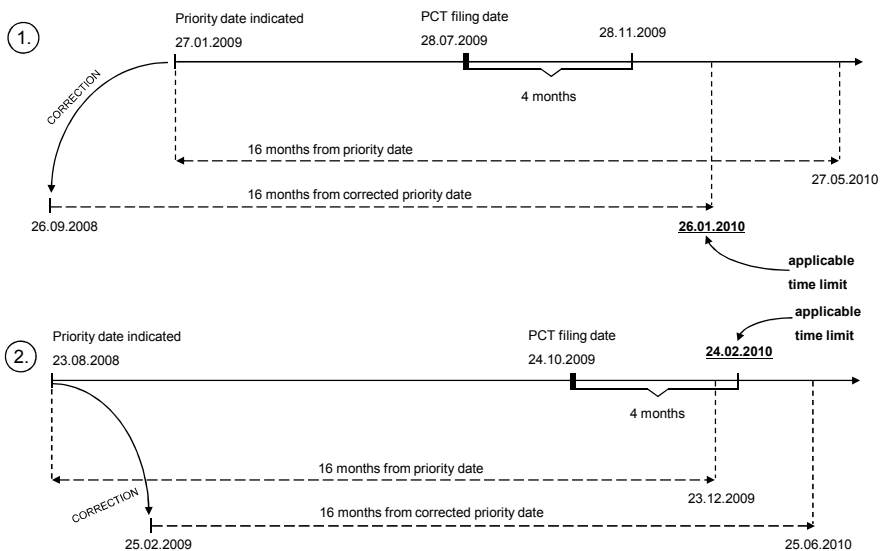 1.
Priority date indicated
27.01.2009
PCT filing date
28.07.2009
28.11.2009
CORRECTION
4 months
16 months from priority date
27.05.2010
16 months from corrected priority date
26.09.2008
26.01.2010
applicable
time limit
2.
Priority date indicated
23.08.2008
PCT filing date
24.10.2009
applicable
time limit
24.02.2010
4 months
16 months from priority date
23.12.2009
CORRECTION
16 months from corrected priority date
25.02.2009
25.06.2010